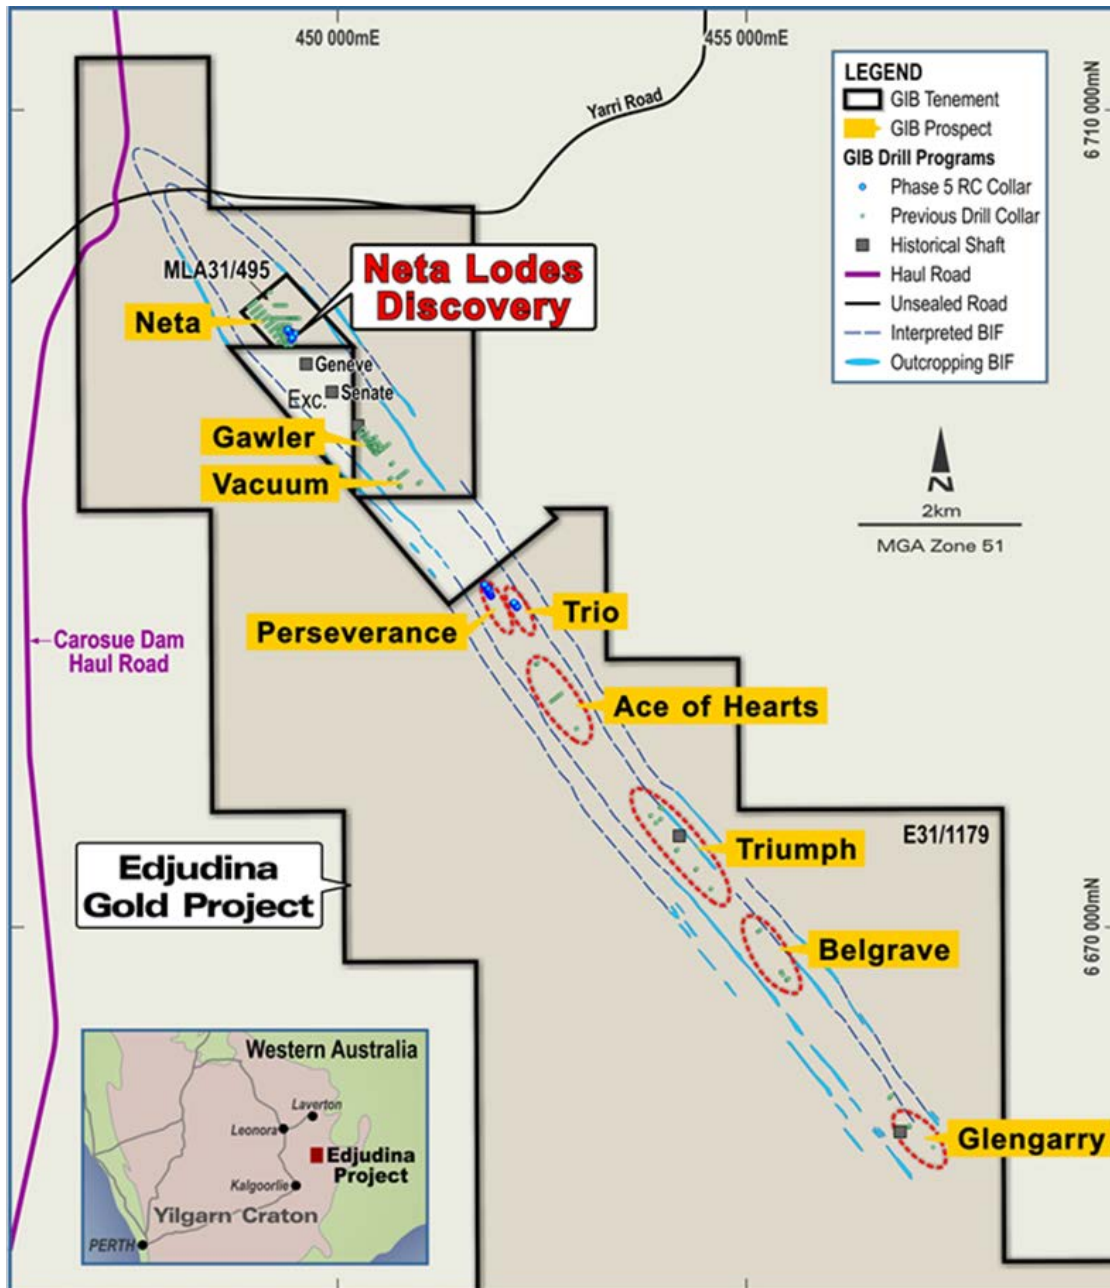 450 000mE
455 000mE
6 710 000mN
Yarri Road
LEGEND
GIB Tenement
GIB Prospect
GIB Drill Programs
Phase 5 RC Collar
Previous Drill Collar
Historical Shaft
Haul Road
Unsealed Road
Interpreted BIF
Outcropping BIF
MLA31/495
Neta Lodes
Discovery
Neta
Geneve
Senate
Exc.
Gawler
Vacuum
N
2km
MGA Zone 51
Perseverance
Trio
Carosue Dam
Haul Road
Ace of Hearts
E31/1179
Triumph
Edjudina
Gold Project
Belgrave
6 670 000mN
Glengarry
Western Australia
Laverton
Leonora
Edjudina
Project
Kalgoorlie
Yilgarn Craton
PERTH